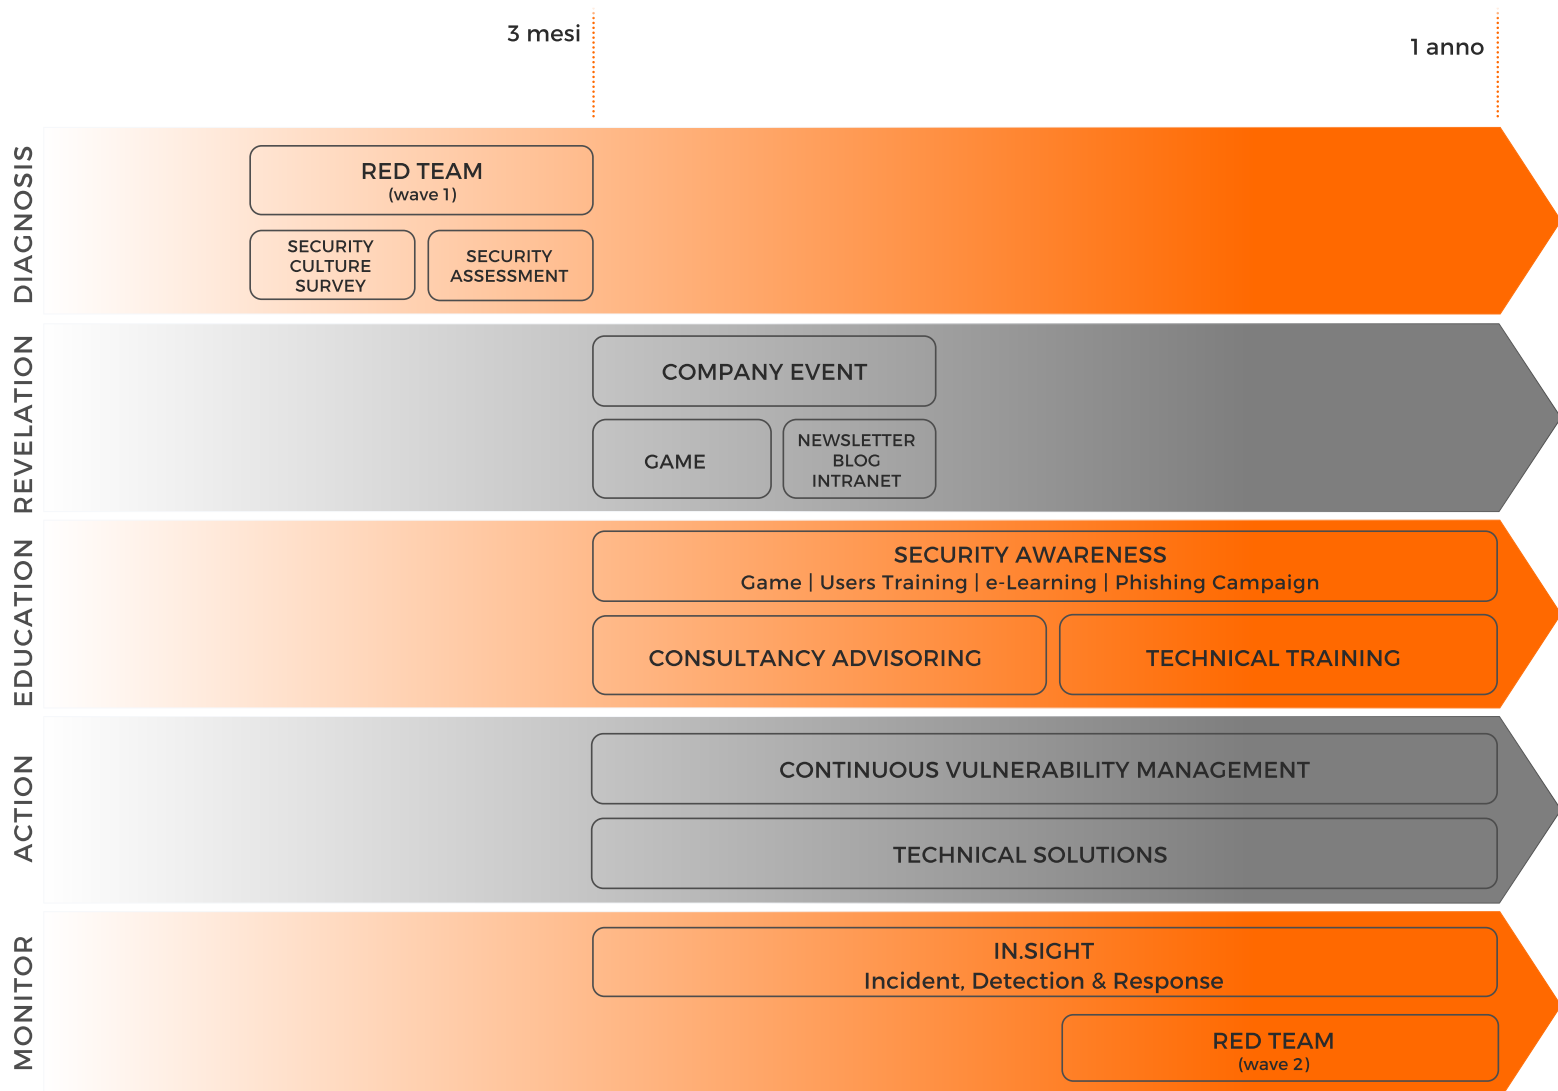 3 mesi
1 anno
DIAGNOSIS
RED TEAM
(wave 1)
SECURITY
CULTURE
SURVEY
SECURITY
ASSESSMENT
REVELATION
COMPANY EVENT
GAME
NEWSLETTER
BLOG
INTRANET
EDUCATION
SECURITY AWARENESS
Game | Users Training | e-Learning | Phishing Campaign
CONSULTANCY ADVISORING
TECHNICAL TRAINING
ACTION
CONTINUOUS VULNERABILITY MANAGEMENT
TECHNICAL SOLUTIONS
MONITOR
IN.SIGHT
Incident, Detection & Response
RED TEAM
(wave 2)